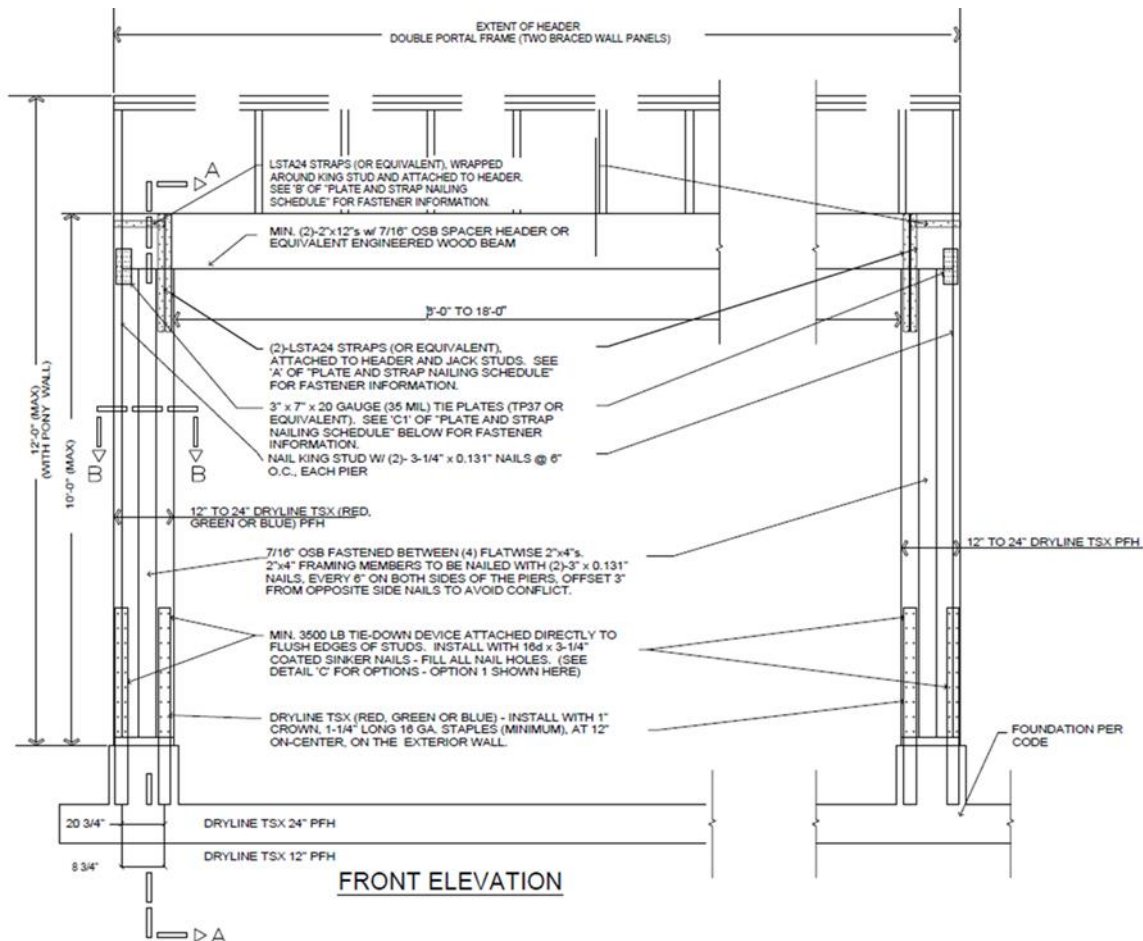 EXTENT OF HEADER
DOUBLE PORTAL FRAME (TWO BRACED WALL PANELS)
A
LSTA24 STRAPS (OR EQUIVALENT), WRAPPED
AROUND KING STUD AND ATTACHED TO HEADER.
SEE 'B' OF "PLATE AND STRAP NAILING
SCHEDULE" FOR FASTENER INFORMATION.
MIN. (2)-2"x12"s w/ 7/16" OSB SPACER HEADER OR
EQUIVALENT ENGINEERED WOOD BEAM
3'-0" TO 18'-0"
(2)-LSTA24 STRAPS (OR EQUIVALENT),
ATTACHED TO HEADER AND JACK STUDS. SEE
'A' OF "PLATE AND STRAP NAILING SCHEDULE"
FOR FASTENER INFORMATION.
3" x 7" x 20 GAUGE (35 MIL) TIE PLATES (TP37 OR
EQUIVALENT). SEE 'C1' OF "PLATE AND STRAP
NAILING SCHEDULE" BELOW FOR FASTENER
INFORMATION.
NAIL KING STUD W/ (2)- 3-1/4" x 0.131" NAILS @ 6"
O.C., EACH PIER
12'-0" (MAX)
(WITH PONY WALL)
10'-0" (MAX)
B
B
12" TO 24" DRYLINE TSX (RED,
GREEN OR BLUE) PFH
12" TO 24" DRYLINE TSX PFH
7/16" OSB FASTENED BETWEEN (4) FLATWISE 2"x4"s.
2"x4" FRAMING MEMBERS TO BE NAILED WITH (2)-3" x 0.131"
NAILS, EVERY 6" ON BOTH SIDES OF THE PIERS, OFFSET 3"
FROM OPPOSITE SIDE NAILS TO AVOID CONFLICT.
MIN. 3500 LB TIE-DOWN DEVICE ATTACHED DIRECTLY TO
FLUSH EDGES OF STUDS. INSTALL WITH 16d x 3-1/4"
COATED SINKER NAILS - FILL ALL NAIL HOLES. (SEE
DETAIL 'C' FOR OPTIONS - OPTION 1 SHOWN HERE)
DRYLINE TSX (RED, GREEN OR BLUE) - INSTALL WITH 1"
CROWN, 1-1/4" LONG 16 GA. STAPLES (MINIMUM), AT 12"
ON-CENTER, ON THE EXTERIOR WALL.
FOUNDATION PER
CODE
20 3/4"
DRYLINE TSX 24" PFH
8 3/4"
DRYLINE TSX 12" PFH
FRONT ELEVATION
A